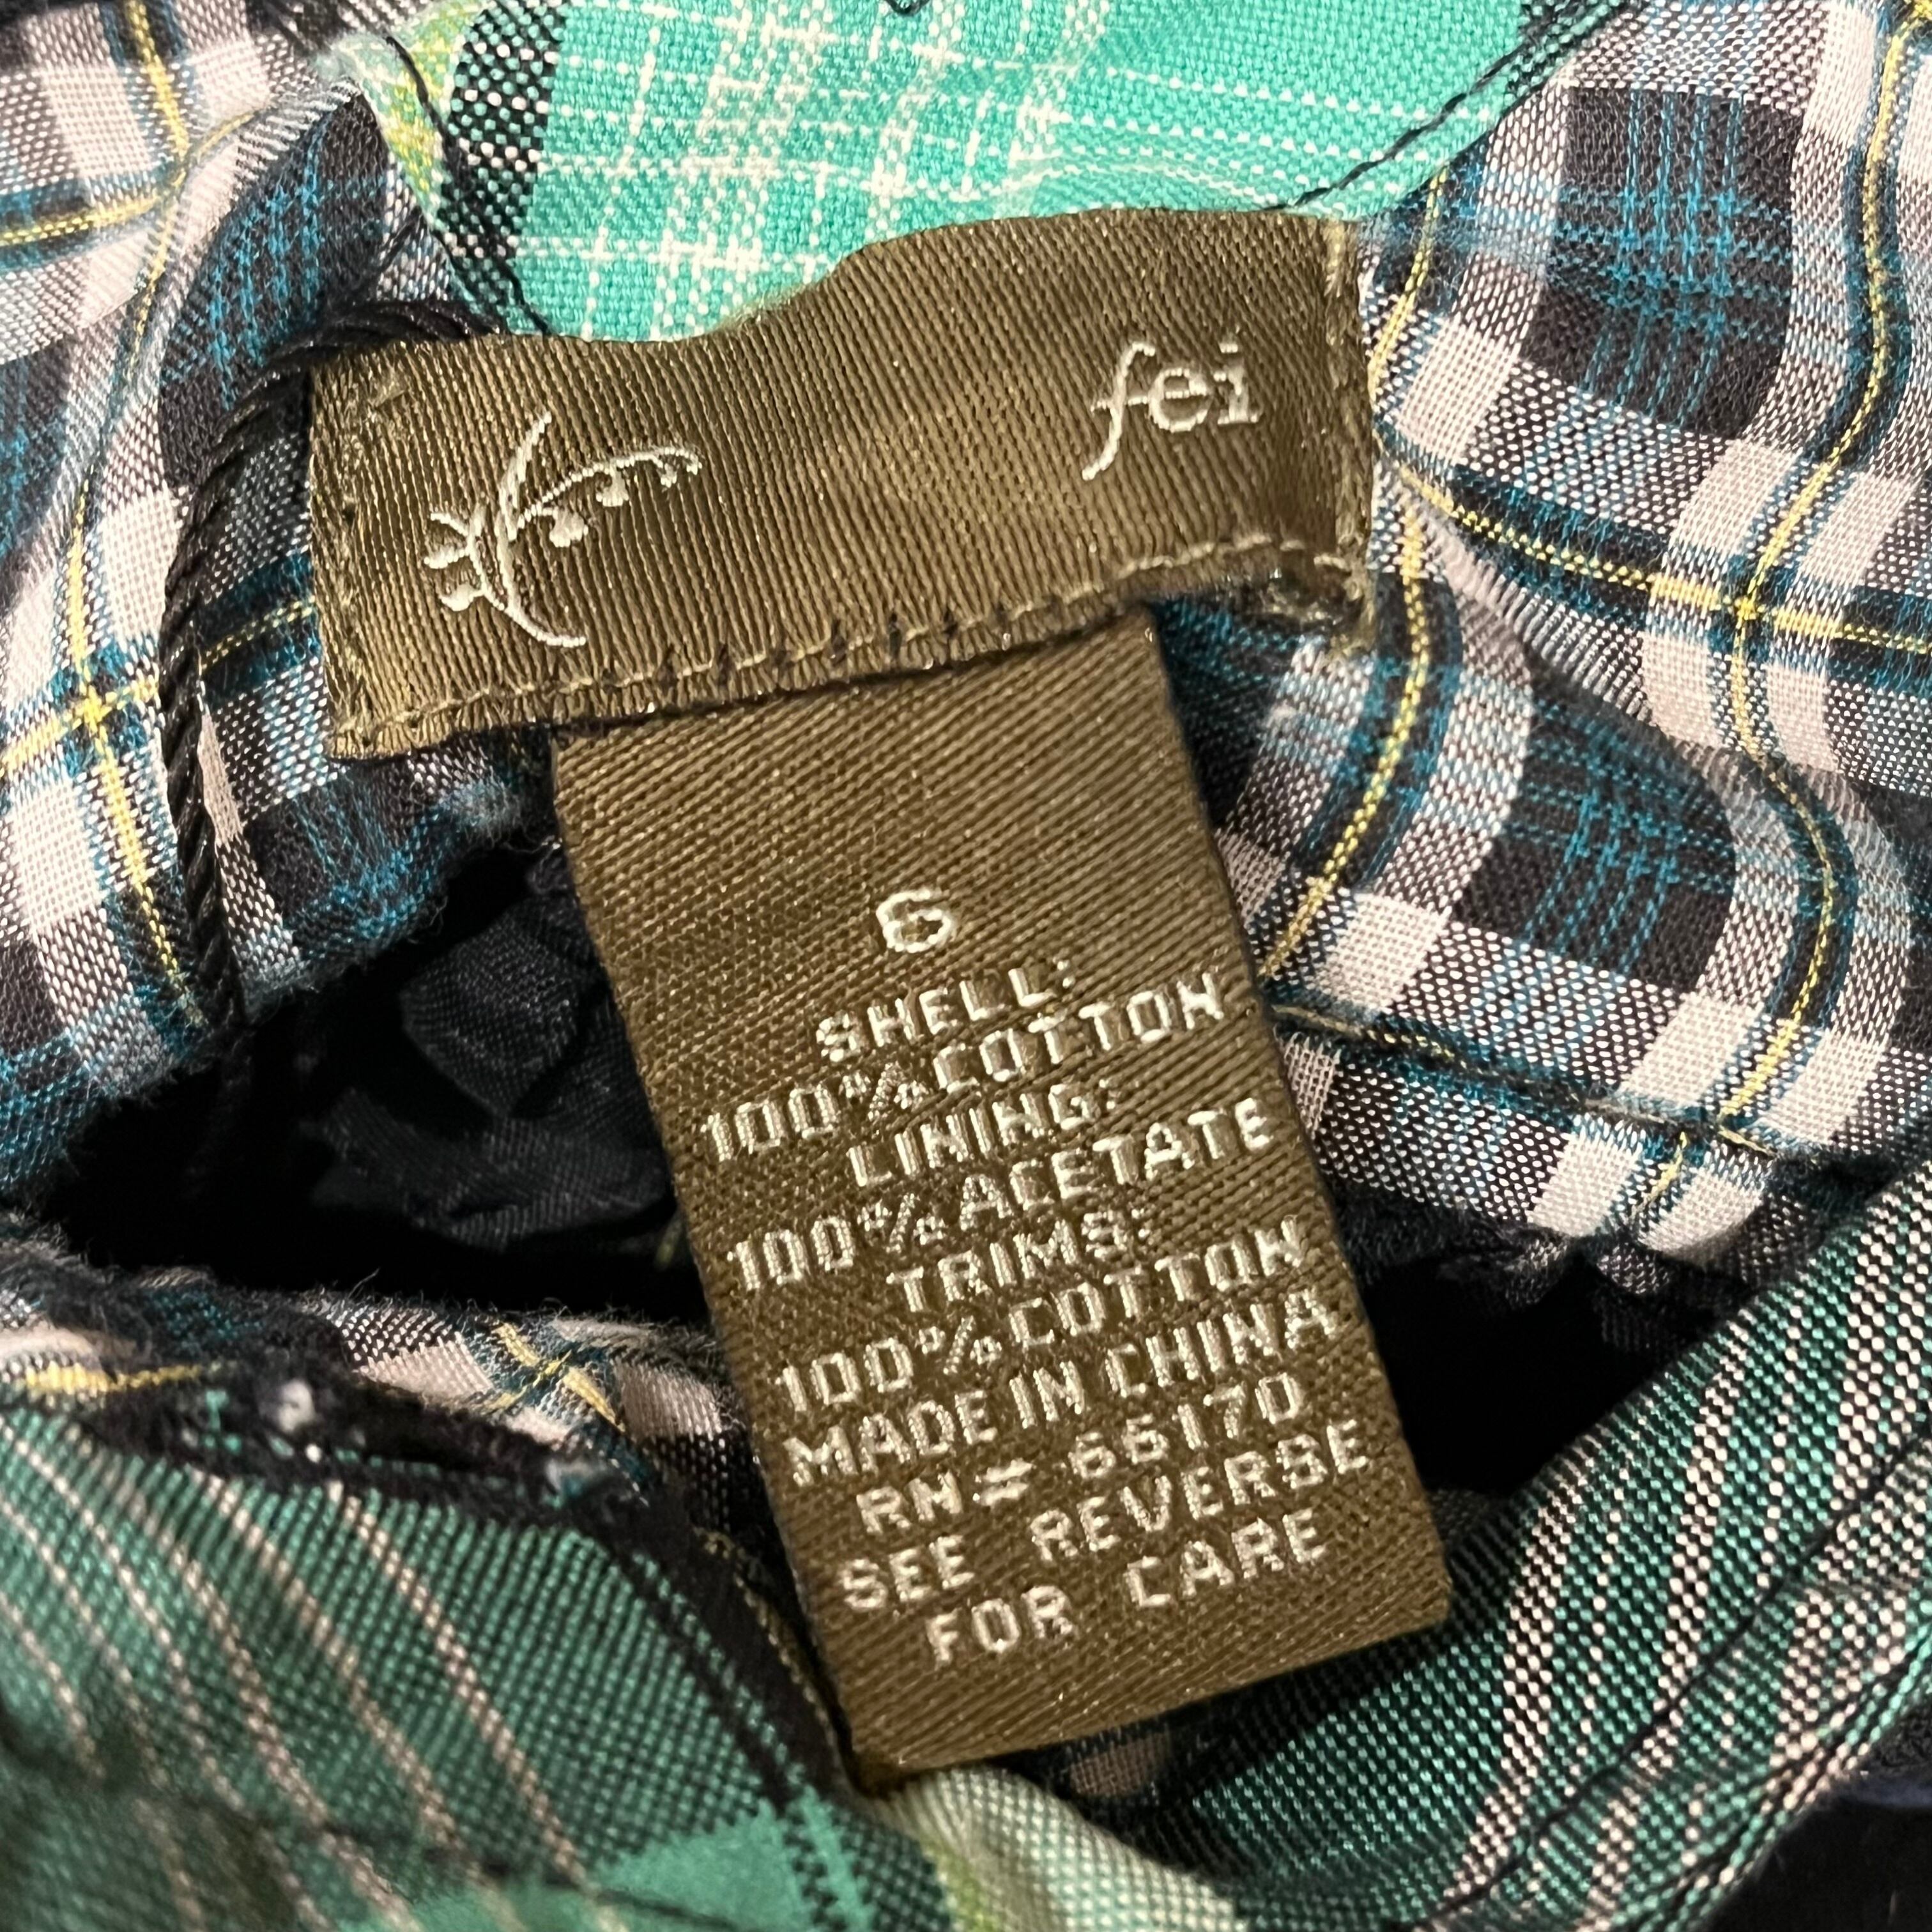 fei
6
SHELL:
100%COTTON
LINING:
100%ACETATE
TRIMS:
100%COTTON
MADE IN CHINA
RN= 66170
SEE REVERSE
FOR CARE